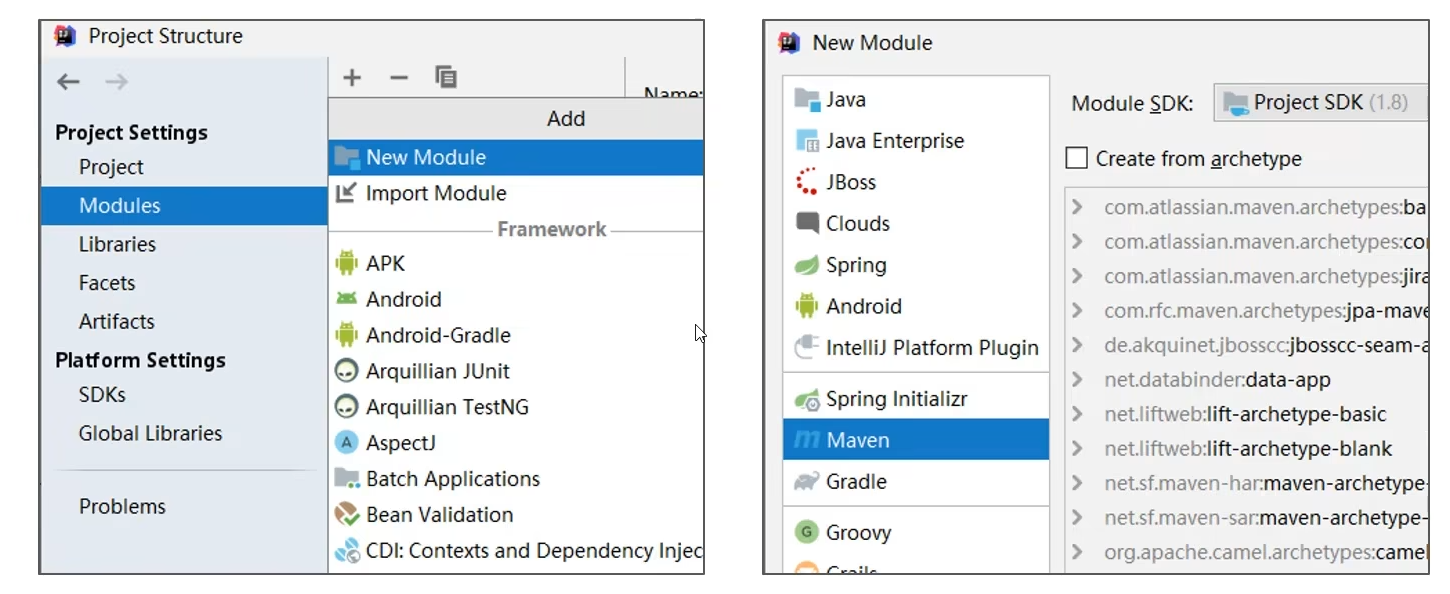 Project Structure
Name:
Add
Project Settings
Project
Modules
Libraries
Facets
Artifacts
Platform Settings
SDKs
Global Libraries
Problems
New Module
Import Module
Framework
APK
Android
Android-Gradle
Arquillian JUnit
Arquillian TestNG
AspectJ
Batch Applications
Bean Validation
CDI: Contexts and Dependency Injec
New Module
Java
Java Enterprise
JBoss
Clouds
Spring
Android
IntelliJ Platform Plugin
Spring Initializr
Maven
Gradle
Groovy
Grails
Module SDK: Project SDK (1.8)
Create from archetype
com.atlassian.maven.archetypes:ba
com.atlassian.maven.archetypes:co
com.atlassian.maven.archetypes:jira
com.rfc.maven.archetypes:jpa-mave
de.akquinet.jbosscc:jbosscc-seam-a
net.databinder:data-app
net.liftweb:lift-archetype-basic
net.liftweb:lift-archetype-blank
net.sf.maven-har:maven-archetype-
net.sf.maven-sar:maven-archetype-
org.apache.camel.archetypes:camel